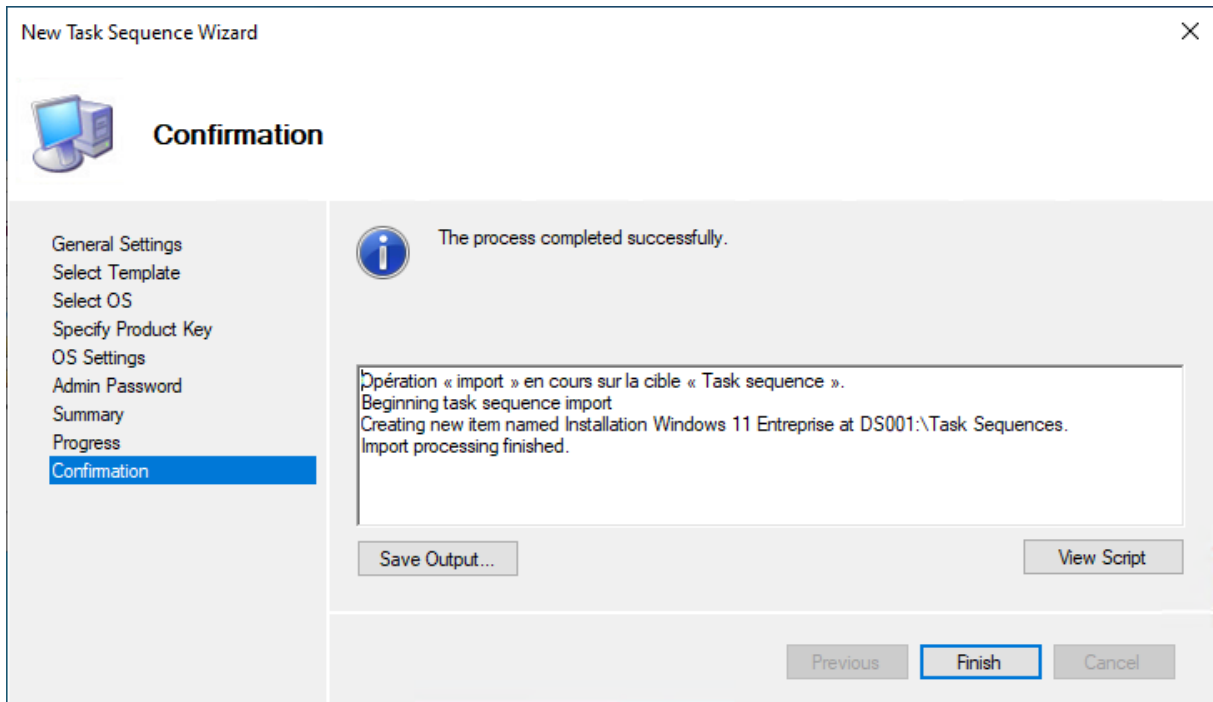 New Task Sequence Wizard
Confirmation
General Settings
Select Template
Select OS
Specify Product Key
OS Settings
Admin Password
Summary
Progress
Confirmation
The process completed successfully.
Opération « import » en cours sur la cible « Task sequence ».
Beginning task sequence import
Creating new item named Installation Windows 11 Entreprise at DS001:\Task Sequences.
Import processing finished.
Save Output...
View Script
Previous
Finish
Cancel